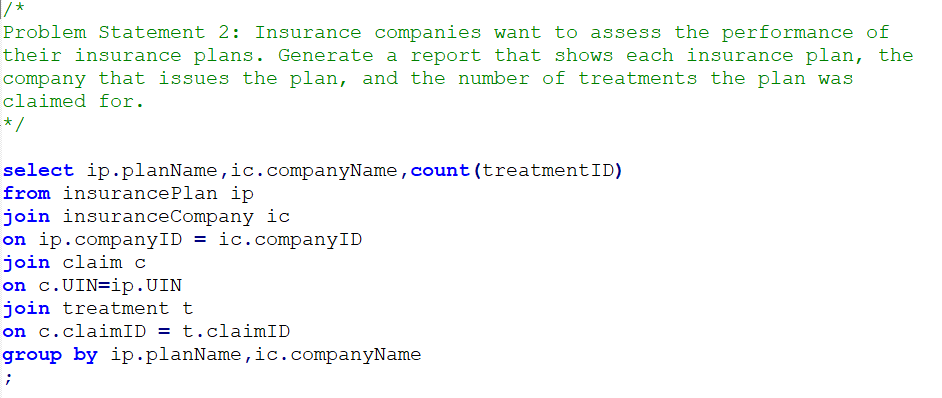 /*
Problem Statement 2: Insurance companies want to assess the performance of
their insurance plans. Generate a report that shows each insurance plan, the
company that issues the plan, and the number of treatments the plan was
claimed for.
*/
select ip.planName,ic.companyName,count(treatmentID)
from insurancePlan ip
join insuranceCompany ic
on ip.companyID = ic.companyID
join claim c
on c.UIN=ip.UIN
join treatment t
on c.claimID = t.claimID
group by ip.planName,ic.companyName
;